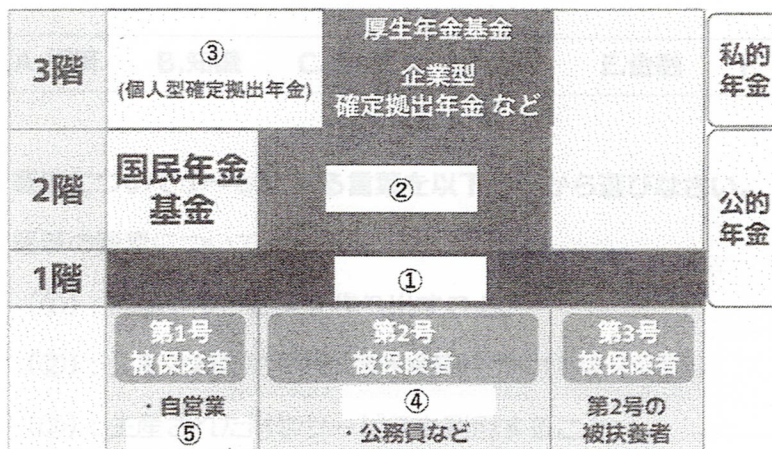 3階
③
(個人型確定拠出年金)
厚生年金基金
企業型
確定拠出年金 など
私的
年金
2階
国民年金
基金
②
公的
年金
1階
①
第1号
被保険者
第2号
被保険者
第3号
被保険者
・自営業
⑤
④
・公務員など
第2号の
被扶養者